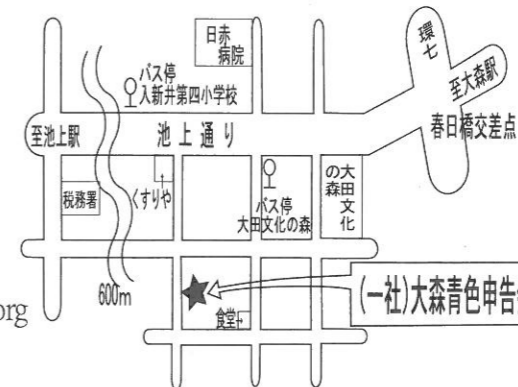 日赤
病院
環七
バス停
入新井第四小学校
至大森駅
春日橋交差点
至池上駅
池上通り
税務署
くすりや
バス停
大田文化の森
大田文化
の森
600m
(一社)大森青色申告
食堂
org